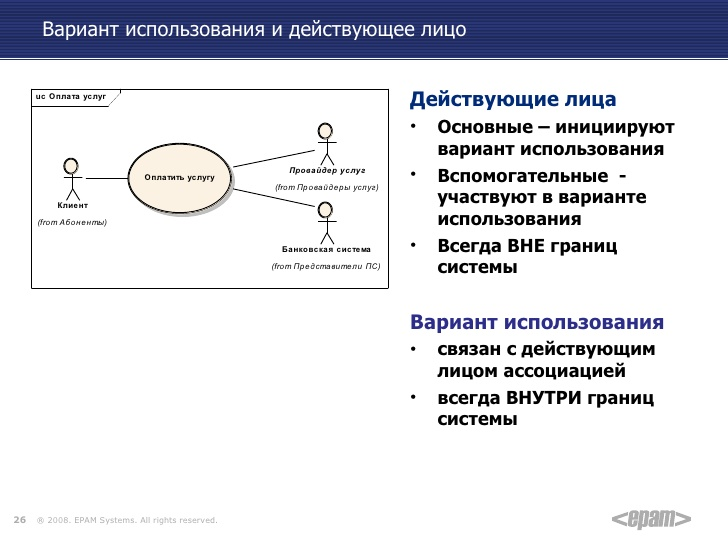 Вариант использования и действующее лицо
uc Оплата услуг
Клиент
(from Абоненты)
Оплатить услугу
Провайдер услуг
(from Провайдеры услуг)
Банковская система
(from Представители ПС)
Действующие лица
• Основные – инициируют
вариант использования
• Вспомогательные -
участвуют в варианте
использования
• Всегда ВНЕ границ
системы
Вариант использования
• связан с действующим
лицом ассоциацией
• всегда ВНУТРИ границ
системы
26 ® 2008. EPAM Systems. All rights reserved.
<epam>